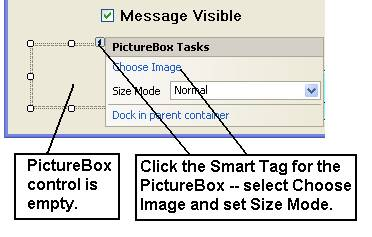 Message Visible
PictureBox Tasks
Choose Image
Size Mode Normal
Dock in parent container
PictureBox
control is
empty.
Click the Smart Tag for the
PictureBox -- select Choose
Image and set Size Mode.